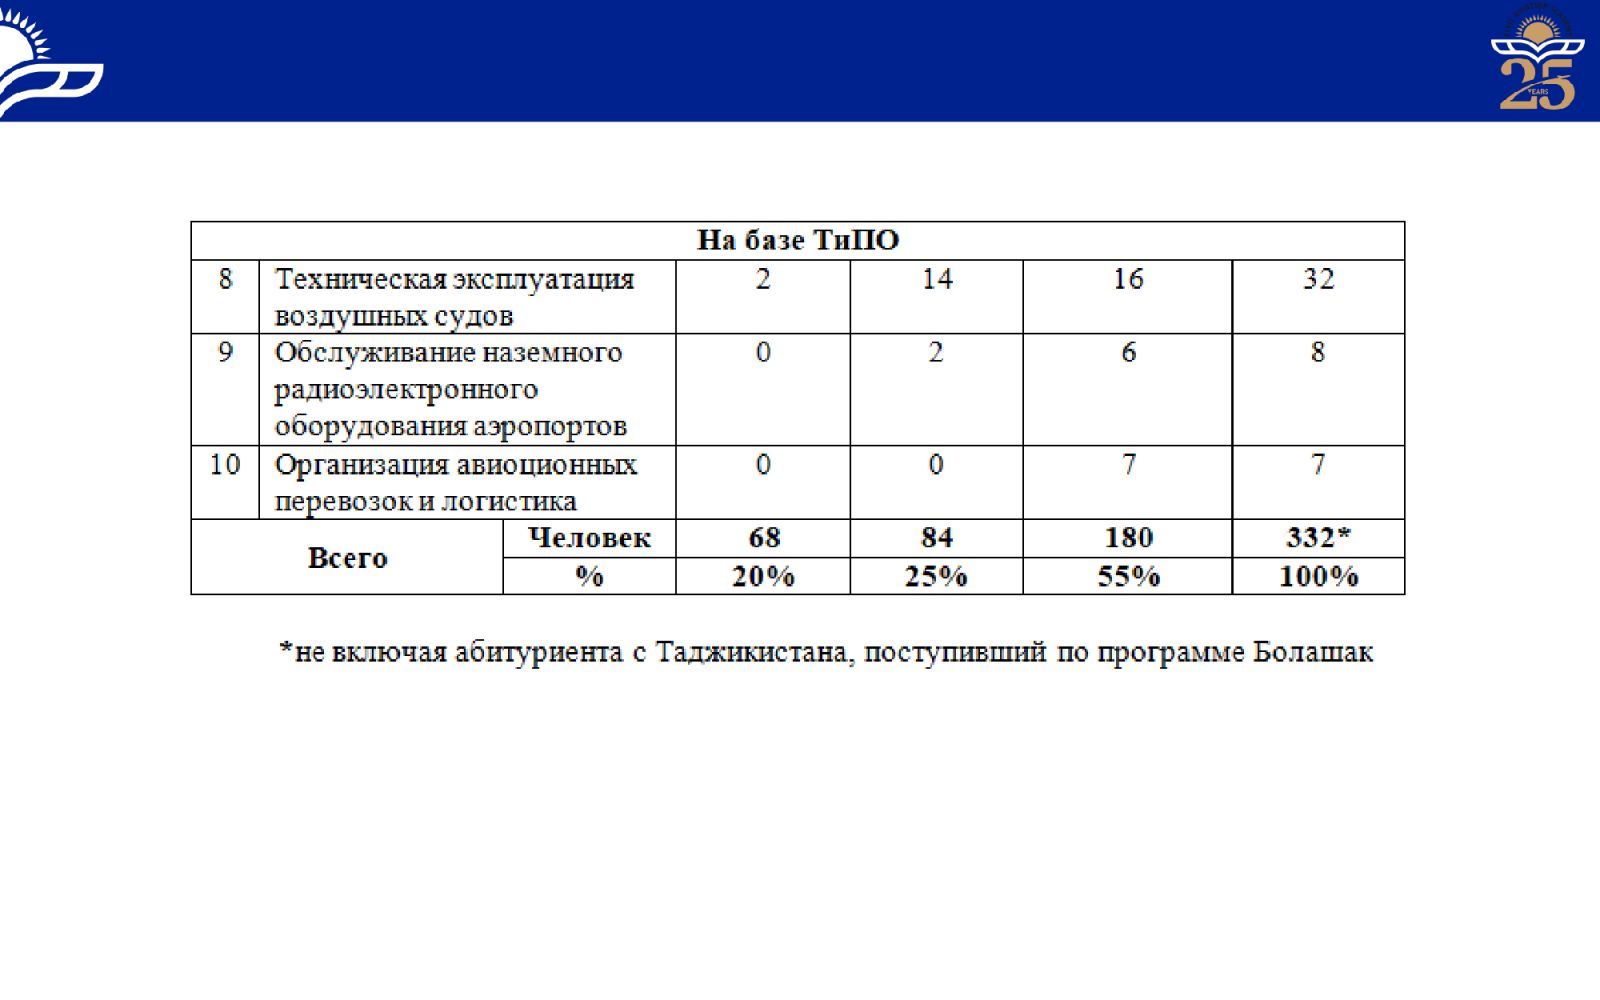 25
YEARS
На базе ТиПО
8 Техническая эксплуатация 2 14 16 32
воздушных судов
9 Обслуживание наземного 0 2 6 8
радиоэлектронного
оборудования аэропортов
10 Организация авиоционных 0 0 7 7
перевозок и логистика
Всего Человек 68 84 180 332*
% 20% 25% 55% 100%
*не включая абитуриента с Таджикистана, поступивший по программе Болашак